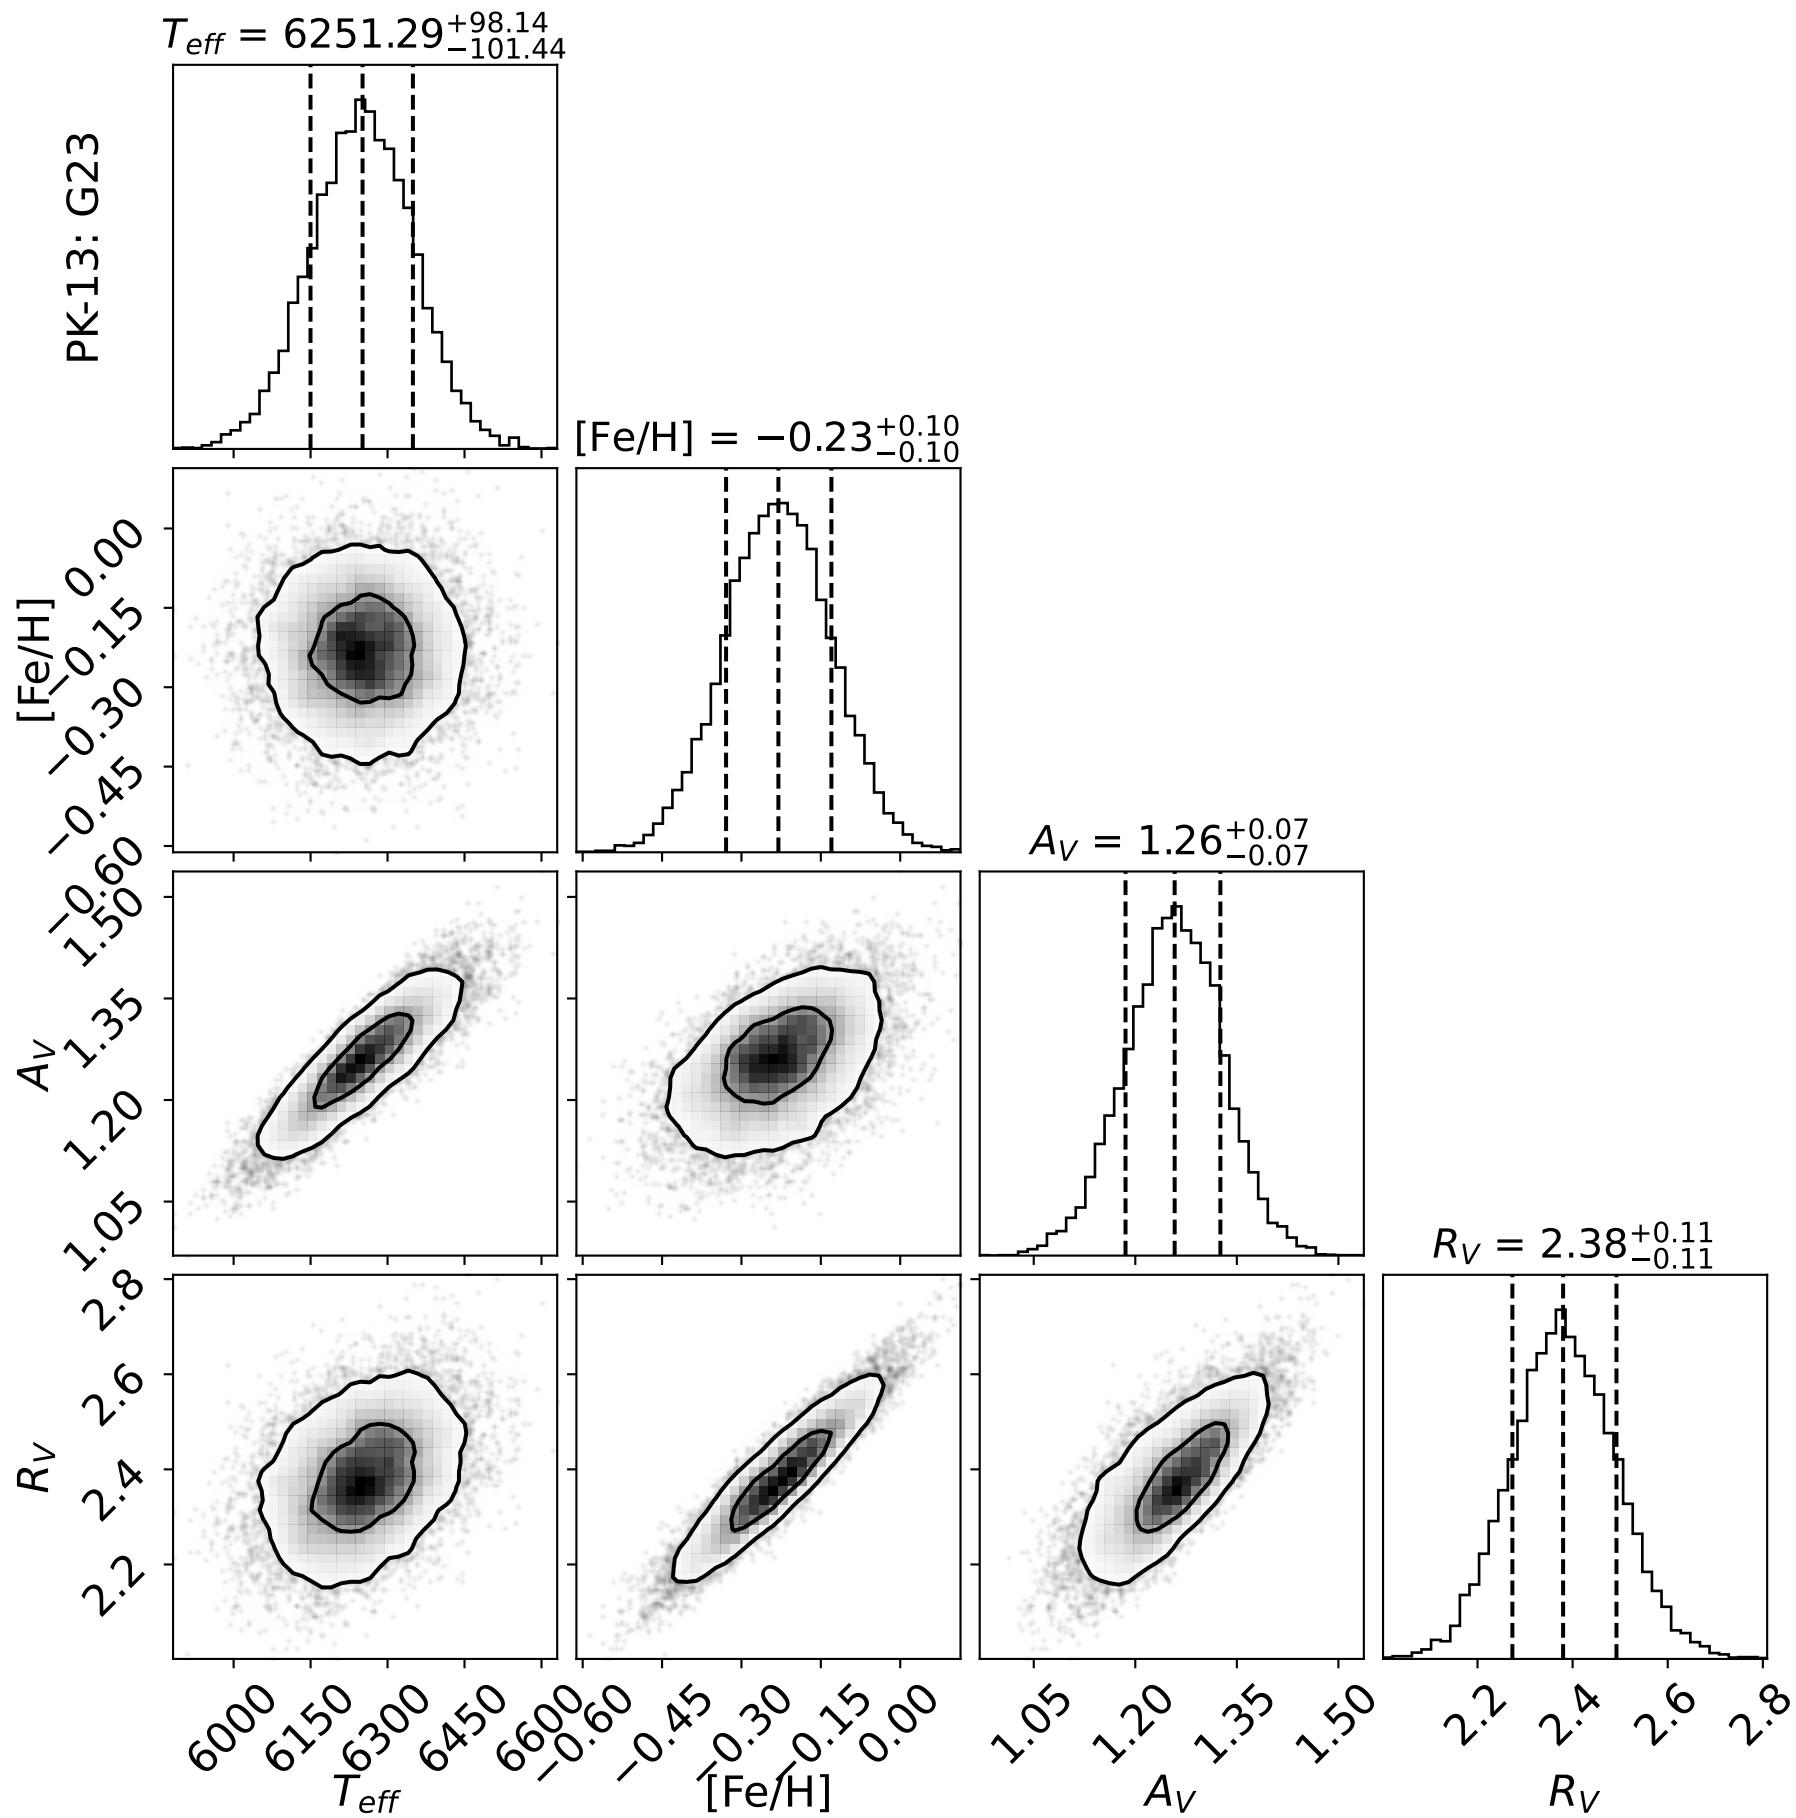 T_eff = 6251.29 +98.14 −101.44
PK-13: G23
[Fe/H] = −0.23 +0.10 −0.10
0.00
−0.15
−0.30
−0.45
−0.60
[Fe/H]
A_V = 1.26 +0.07 −0.07
1.50
1.35
1.20
1.05
A_V
R_V = 2.38 +0.11 −0.11
2.8
2.6
2.4
2.2
R_V
6000 6150 6300 6450 6600
−0.60 −0.45 −0.30 −0.15 0.00
1.05 1.20 1.35 1.50
2.2 2.4 2.6 2.8
T_eff
[Fe/H]
A_V
R_V